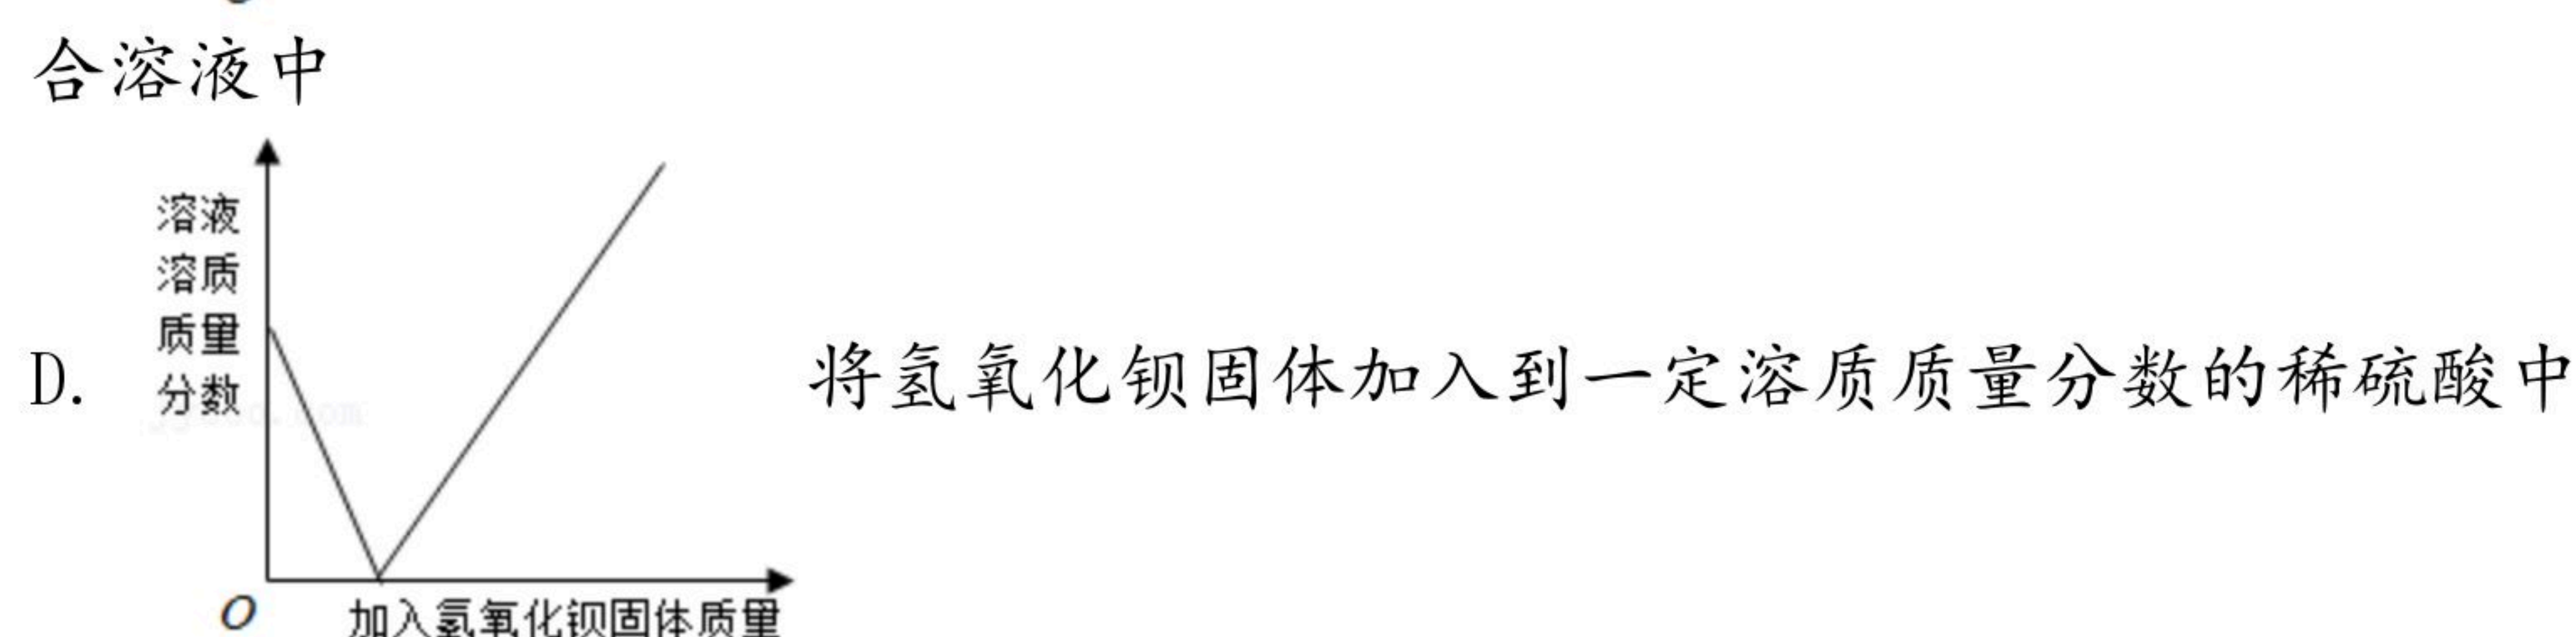 合溶液中
溶液
溶质
质量
分数
D.
将氢氧化钡固体加入到一定溶质质量分数的稀硫酸中
O
加入氢氧化钡固体质量